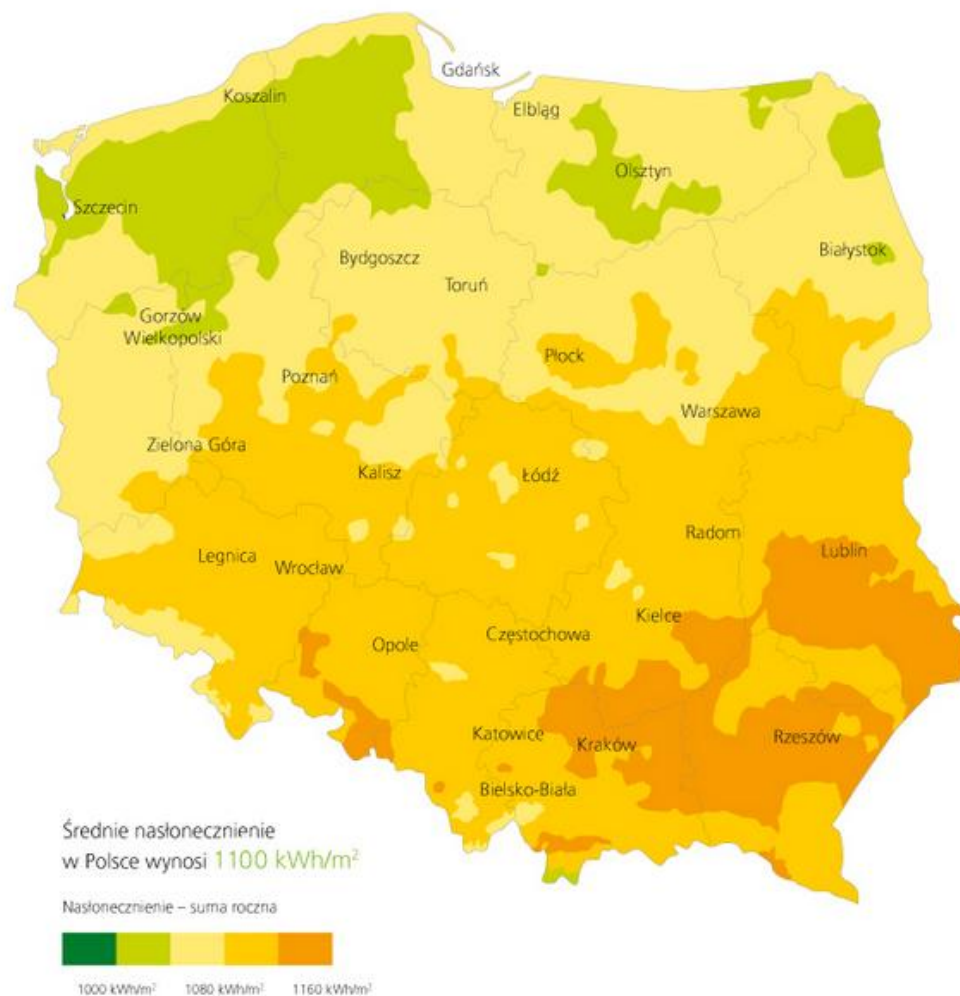 Gdańsk
Koszalin
Elbląg
Olsztyn
Szczecin
Białystok
Bydgoszcz
Toruń
Gorzów
Wielkopolski
Płock
Poznań
Warszawa
Zielona Góra
Kalisz
Łódź
Radom
Lublin
Legnica
Wrocław
Kielce
Opole
Częstochowa
Katowice
Kraków
Rzeszów
Bielsko-Biała
Średnie nasłonecznienie
w Polsce wynosi 1100 kWh/m²
Nasłonecznienie – suma roczna
1000 kWh/m² 1080 kWh/m² 1160 kWh/m²